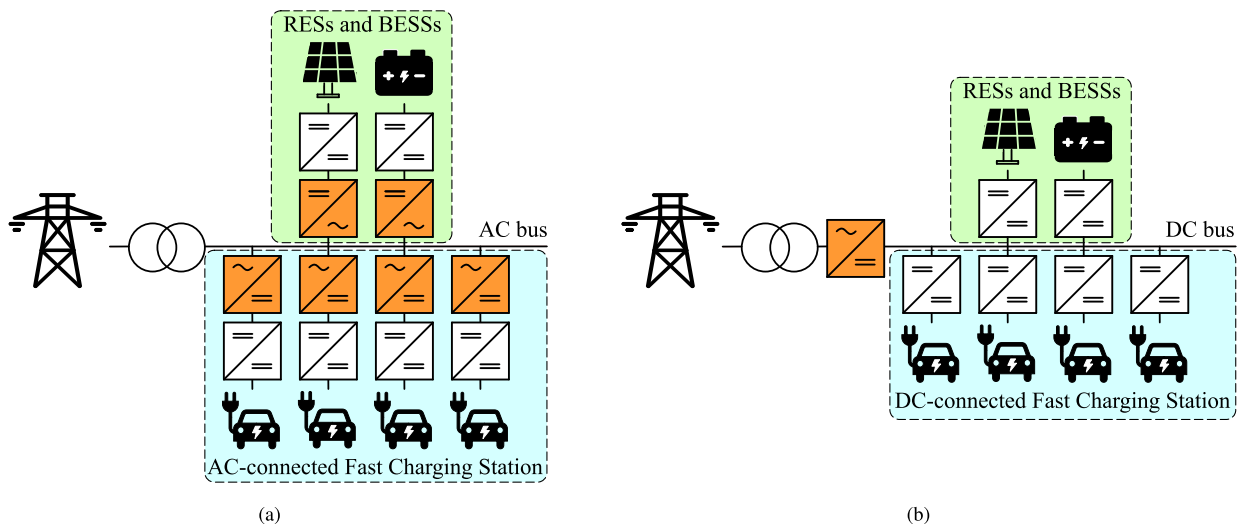 RESs and BESSs
AC bus
AC-connected Fast Charging Station
(a)
RESs and BESSs
DC bus
DC-connected Fast Charging Station
(b)